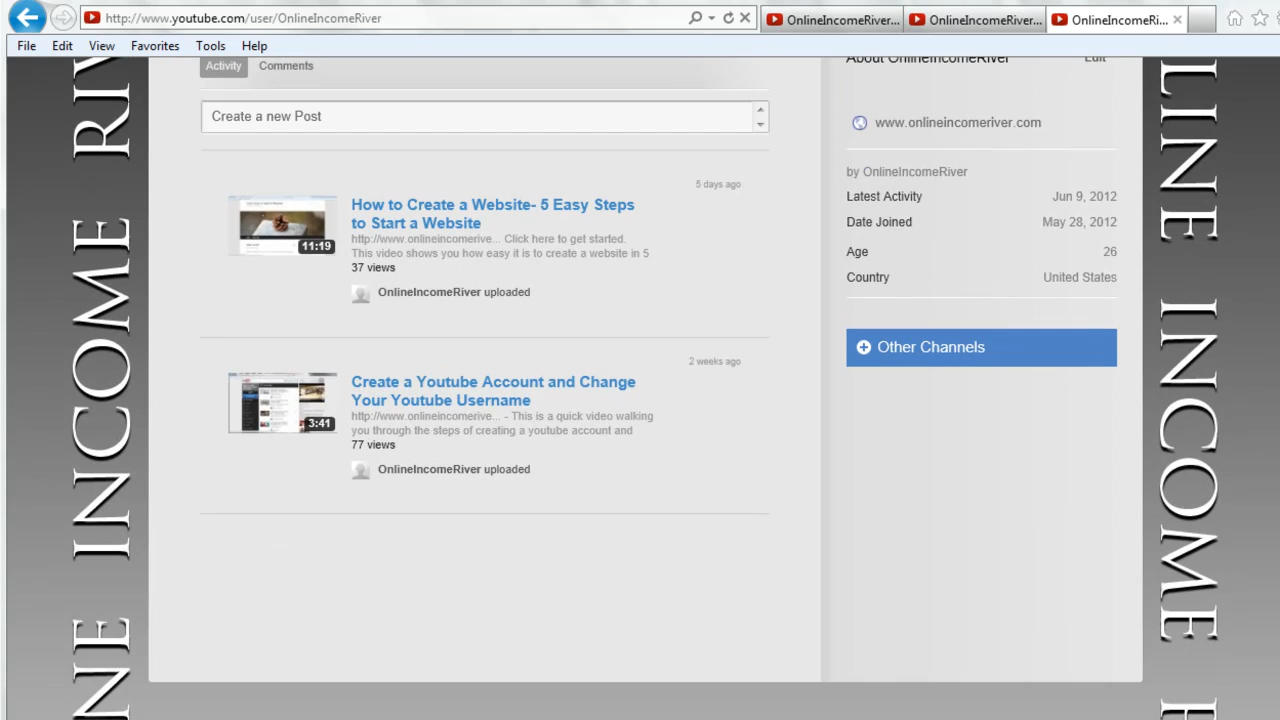 http://www.youtube.com/user/OnlineIncomeRiver
OnlineIncomeRiver...
OnlineIncomeRiver...
OnlineIncomeRi...
File Edit View Favorites Tools Help
Activity Comments
About OnlineIncomeRiver Edit
Create a new Post
www.onlineincomeriver.com
5 days ago
How to Create a Website- 5 Easy Steps
to Start a Website
http://www.onlineincomerive... Click here to get started.
This video shows you how easy it is to create a website in 5
11:19
37 views
OnlineIncomeRiver uploaded
by OnlineIncomeRiver
Latest Activity Jun 9, 2012
Date Joined May 28, 2012
Age 26
Country United States
Other Channels
2 weeks ago
Create a Youtube Account and Change
Your Youtube Username
http://www.onlineincomerive... - This is a quick video walking
you through the steps of creating a youtube account and
3:41
77 views
OnlineIncomeRiver uploaded
NE INCOME RIV
LINE INCOME R